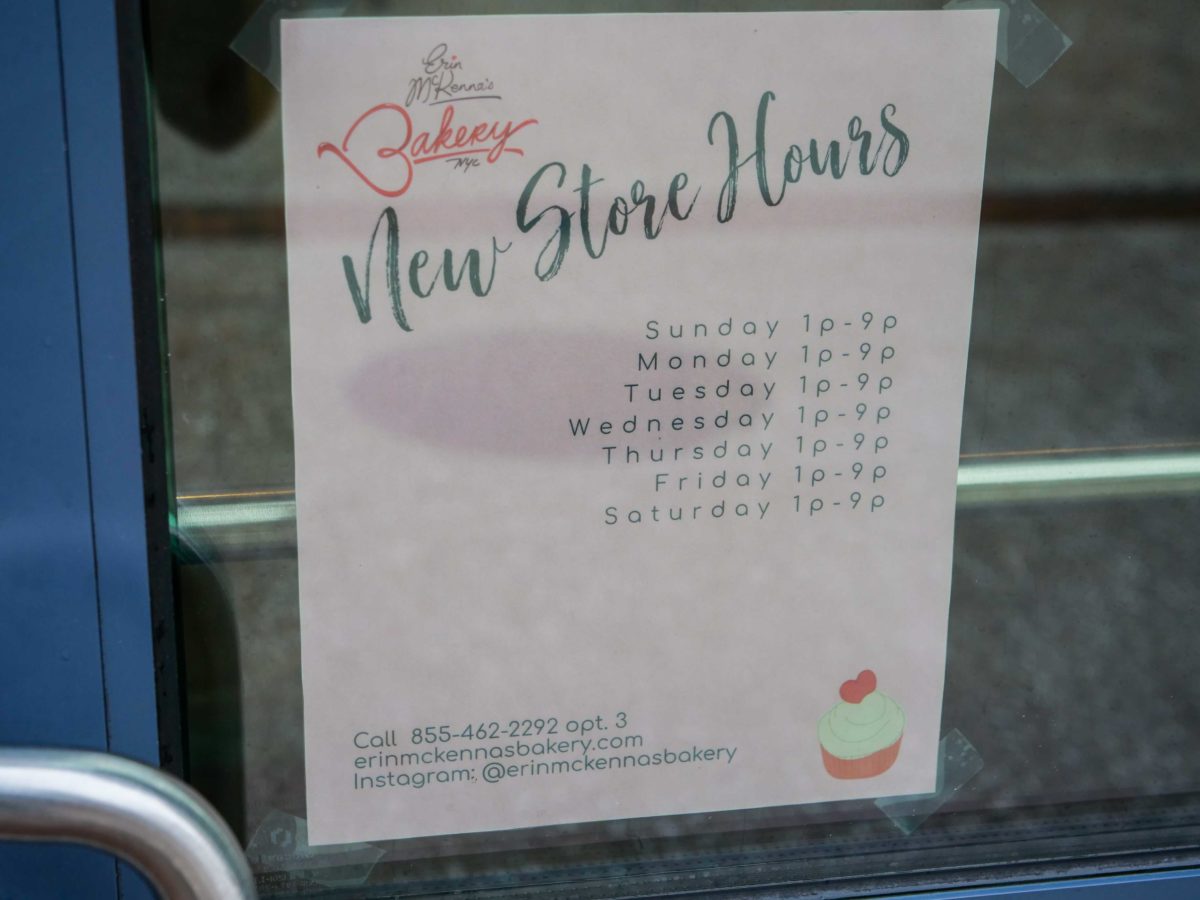 Erin
McKenna's
Bakery
NYC
New Store Hours
Sunday 1p-9p
Monday 1p-9p
Tuesday 1p-9p
Wednesday 1p-9p
Thursday 1p-9p
Friday 1p-9p
Saturday 1p-9p
Call 855-462-2292 opt. 3
erinmckennasbakery.com
Instagram: @erinmckennasbakery